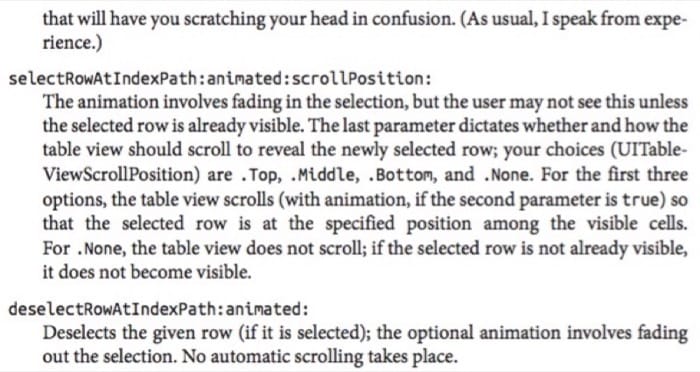 that will have you scratching your head in confusion. (As usual, I speak from expe-
rience.)
selectRowAtIndexPath:animated:scrollPosition:
The animation involves fading in the selection, but the user may not see this unless
the selected row is already visible. The last parameter dictates whether and how the
table view should scroll to reveal the newly selected row; your choices (UITable-
ViewScrollPosition) are .Top, .Middle, .Bottom, and .None. For the first three
options, the table view scrolls (with animation, if the second parameter is true) so
that the selected row is at the specified position among the visible cells.
For .None, the table view does not scroll; if the selected row is not already visible,
it does not become visible.
deselectRowAtIndexPath:animated:
Deselects the given row (if it is selected); the optional animation involves fading
out the selection. No automatic scrolling takes place.